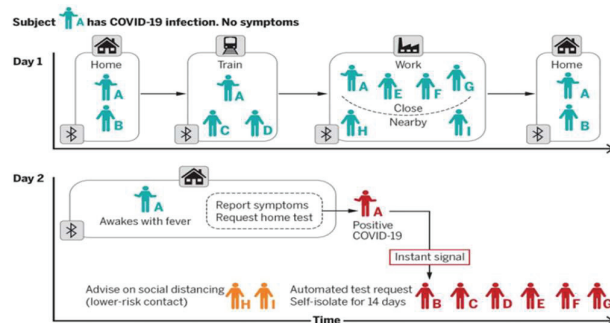 Subject A has COVID-19 infection. No symptoms
Day 1
Home
A
B
Train
A
C D
Work
A E F G
Close
Nearby
H I
Home
A
B
Day 2
A
Awakes with fever
Report symptoms
Request home test
A
Positive
COVID-19
Instant signal
Advise on social distancing
(lower-risk contact)
H I
Automated test request
Self-isolate for 14 days
B C D E F G
Time